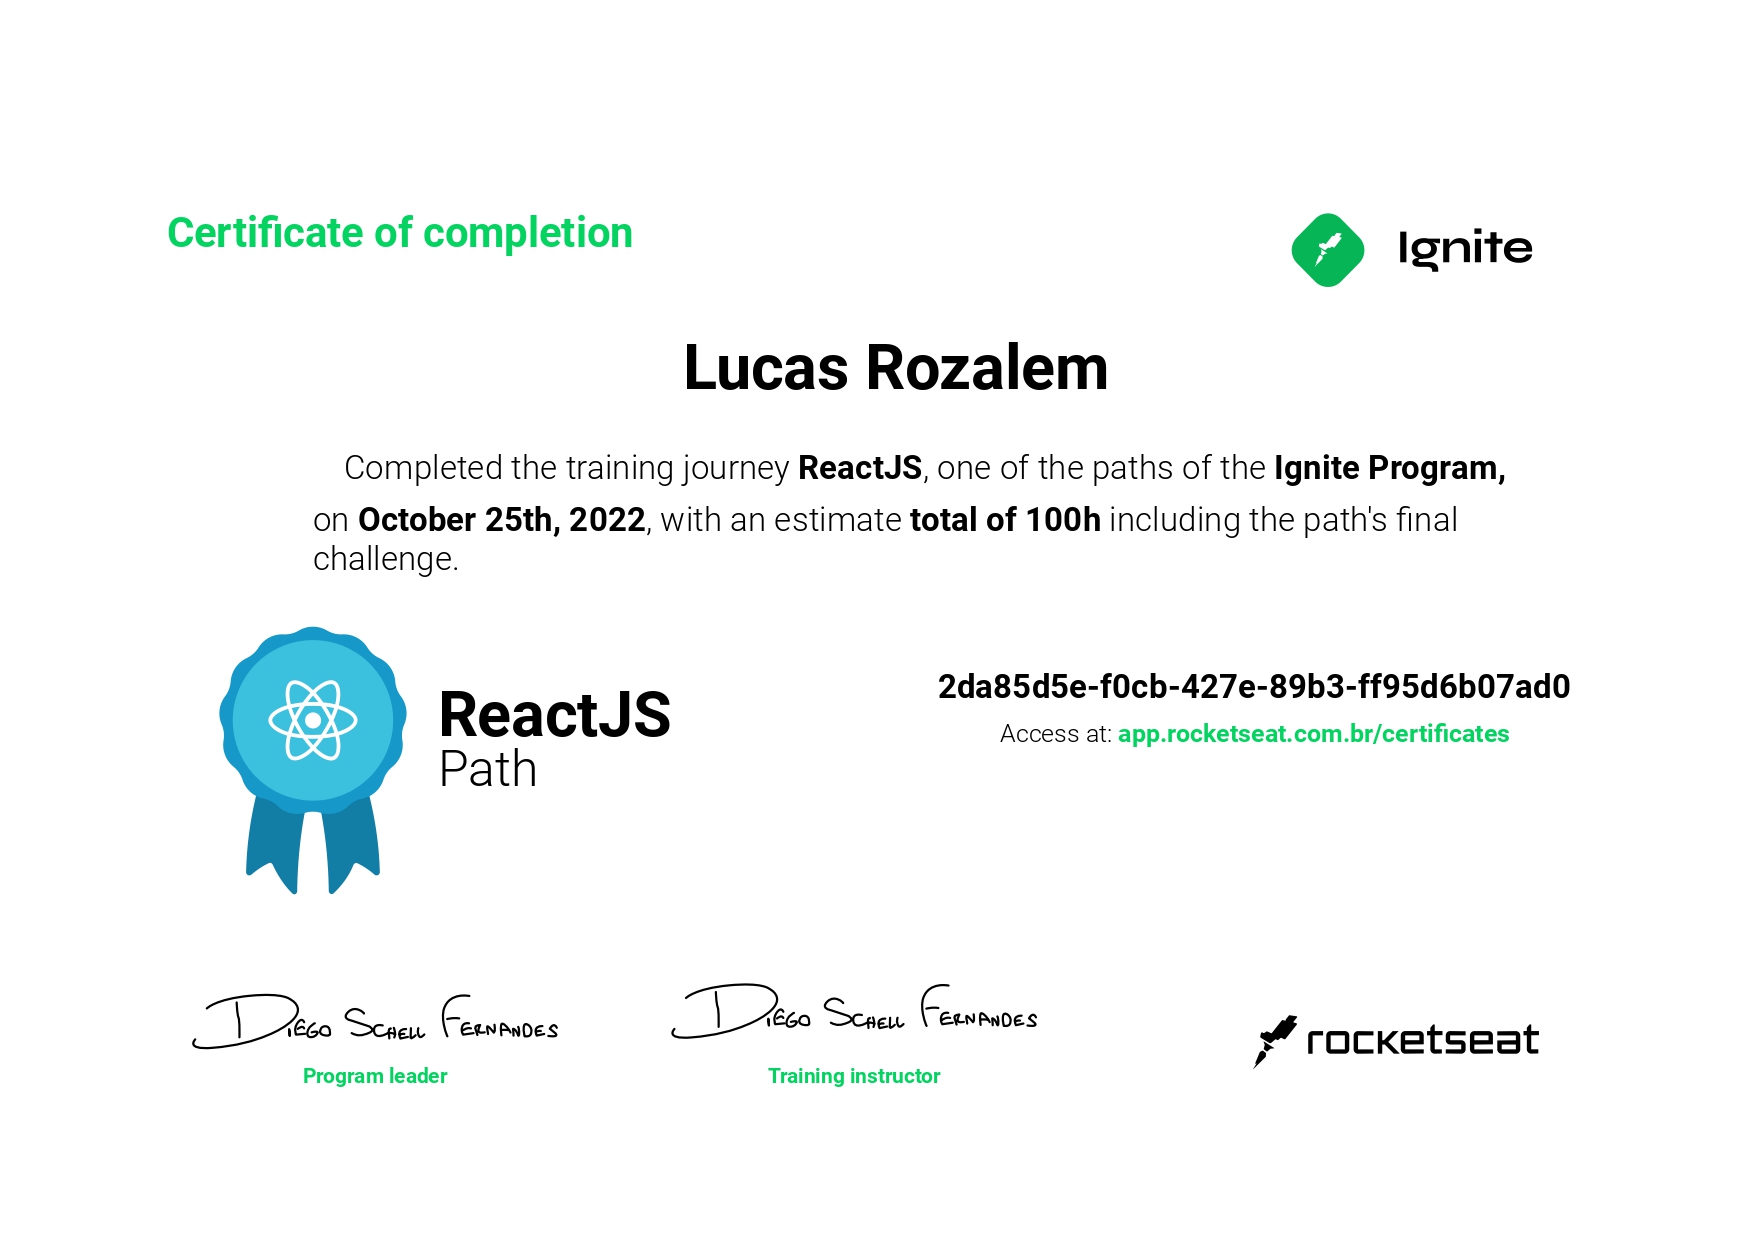 Certificate of completion
Ignite
Lucas Rozalem
Completed the training journey ReactJS, one of the paths of the Ignite Program,
on October 25th, 2022, with an estimate total of 100h including the path's final
challenge.
ReactJS
Path
2da85d5e-f0cb-427e-89b3-ff95d6b07ad0
Access at: app.rocketseat.com.br/certificates
Diego Schell Fernandes
Program leader
Diego Schell Fernandes
Training instructor
rocketseat